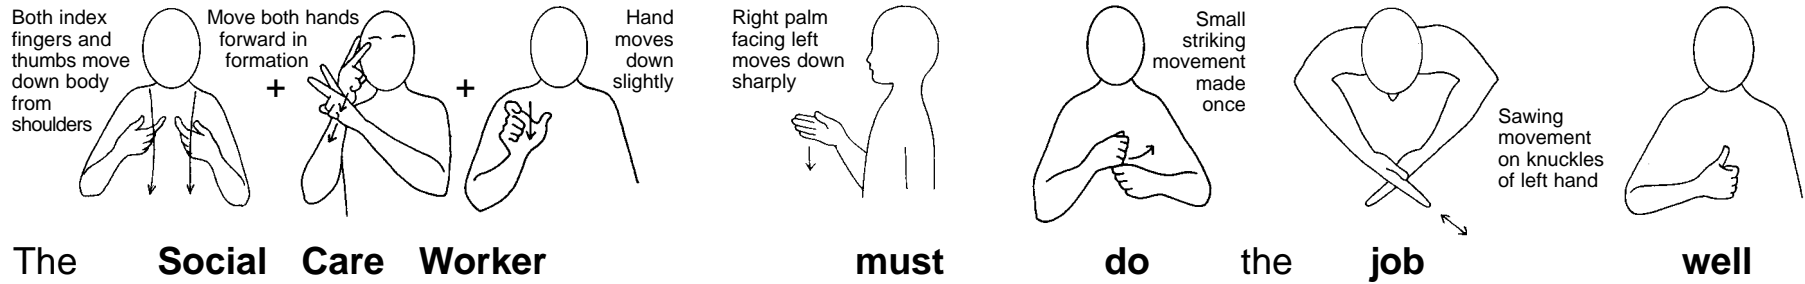 Both index
fingers and
thumbs move
down body
from
shoulders
Move both hands
forward in
formation
Hand
moves
down
slightly
Right palm
facing left
moves down
sharply
Small
striking
movement
made
once
Sawing
movement
on knuckles
of left hand
+ +
The Social Care Worker must do the job well